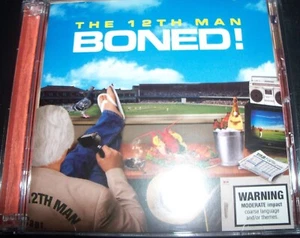 THE 12TH MAN
BONED!
12TH MAN
WARNING
MODERATE impact
coarse language
and/or themes